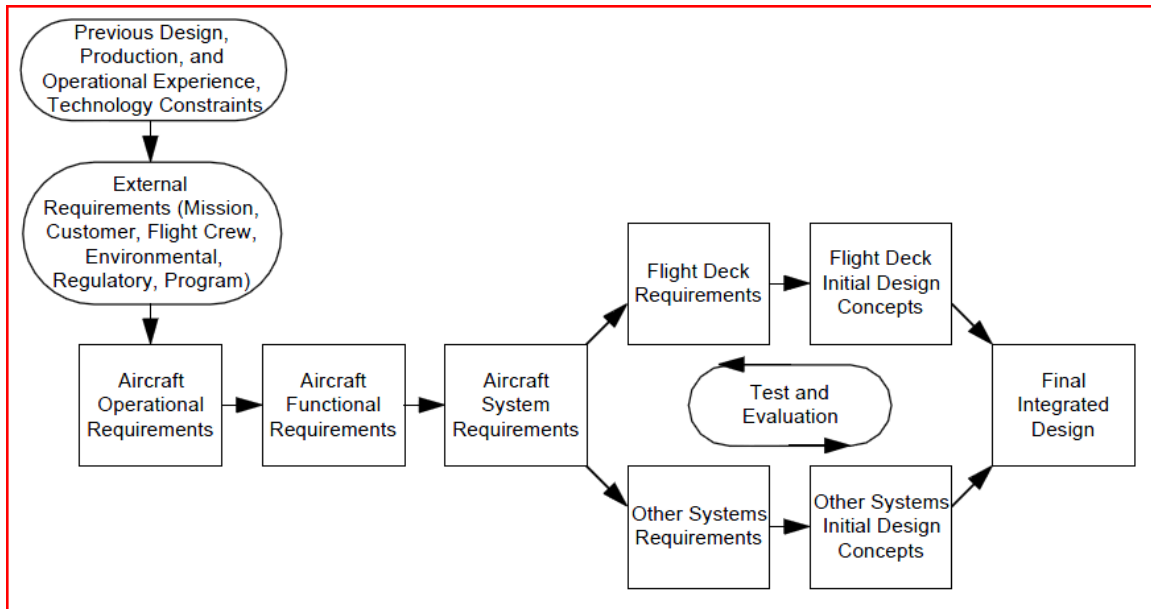 Previous Design,
Production, and
Operational Experience,
Technology Constraints
External
Requirements (Mission,
Customer, Flight Crew,
Environmental,
Regulatory, Program)
Aircraft
Operational
Requirements
Aircraft
Functional
Requirements
Aircraft
System
Requirements
Flight Deck
Requirements
Flight Deck
Initial Design
Concepts
Test and
Evaluation
Other Systems
Requirements
Other Systems
Initial Design
Concepts
Final
Integrated
Design